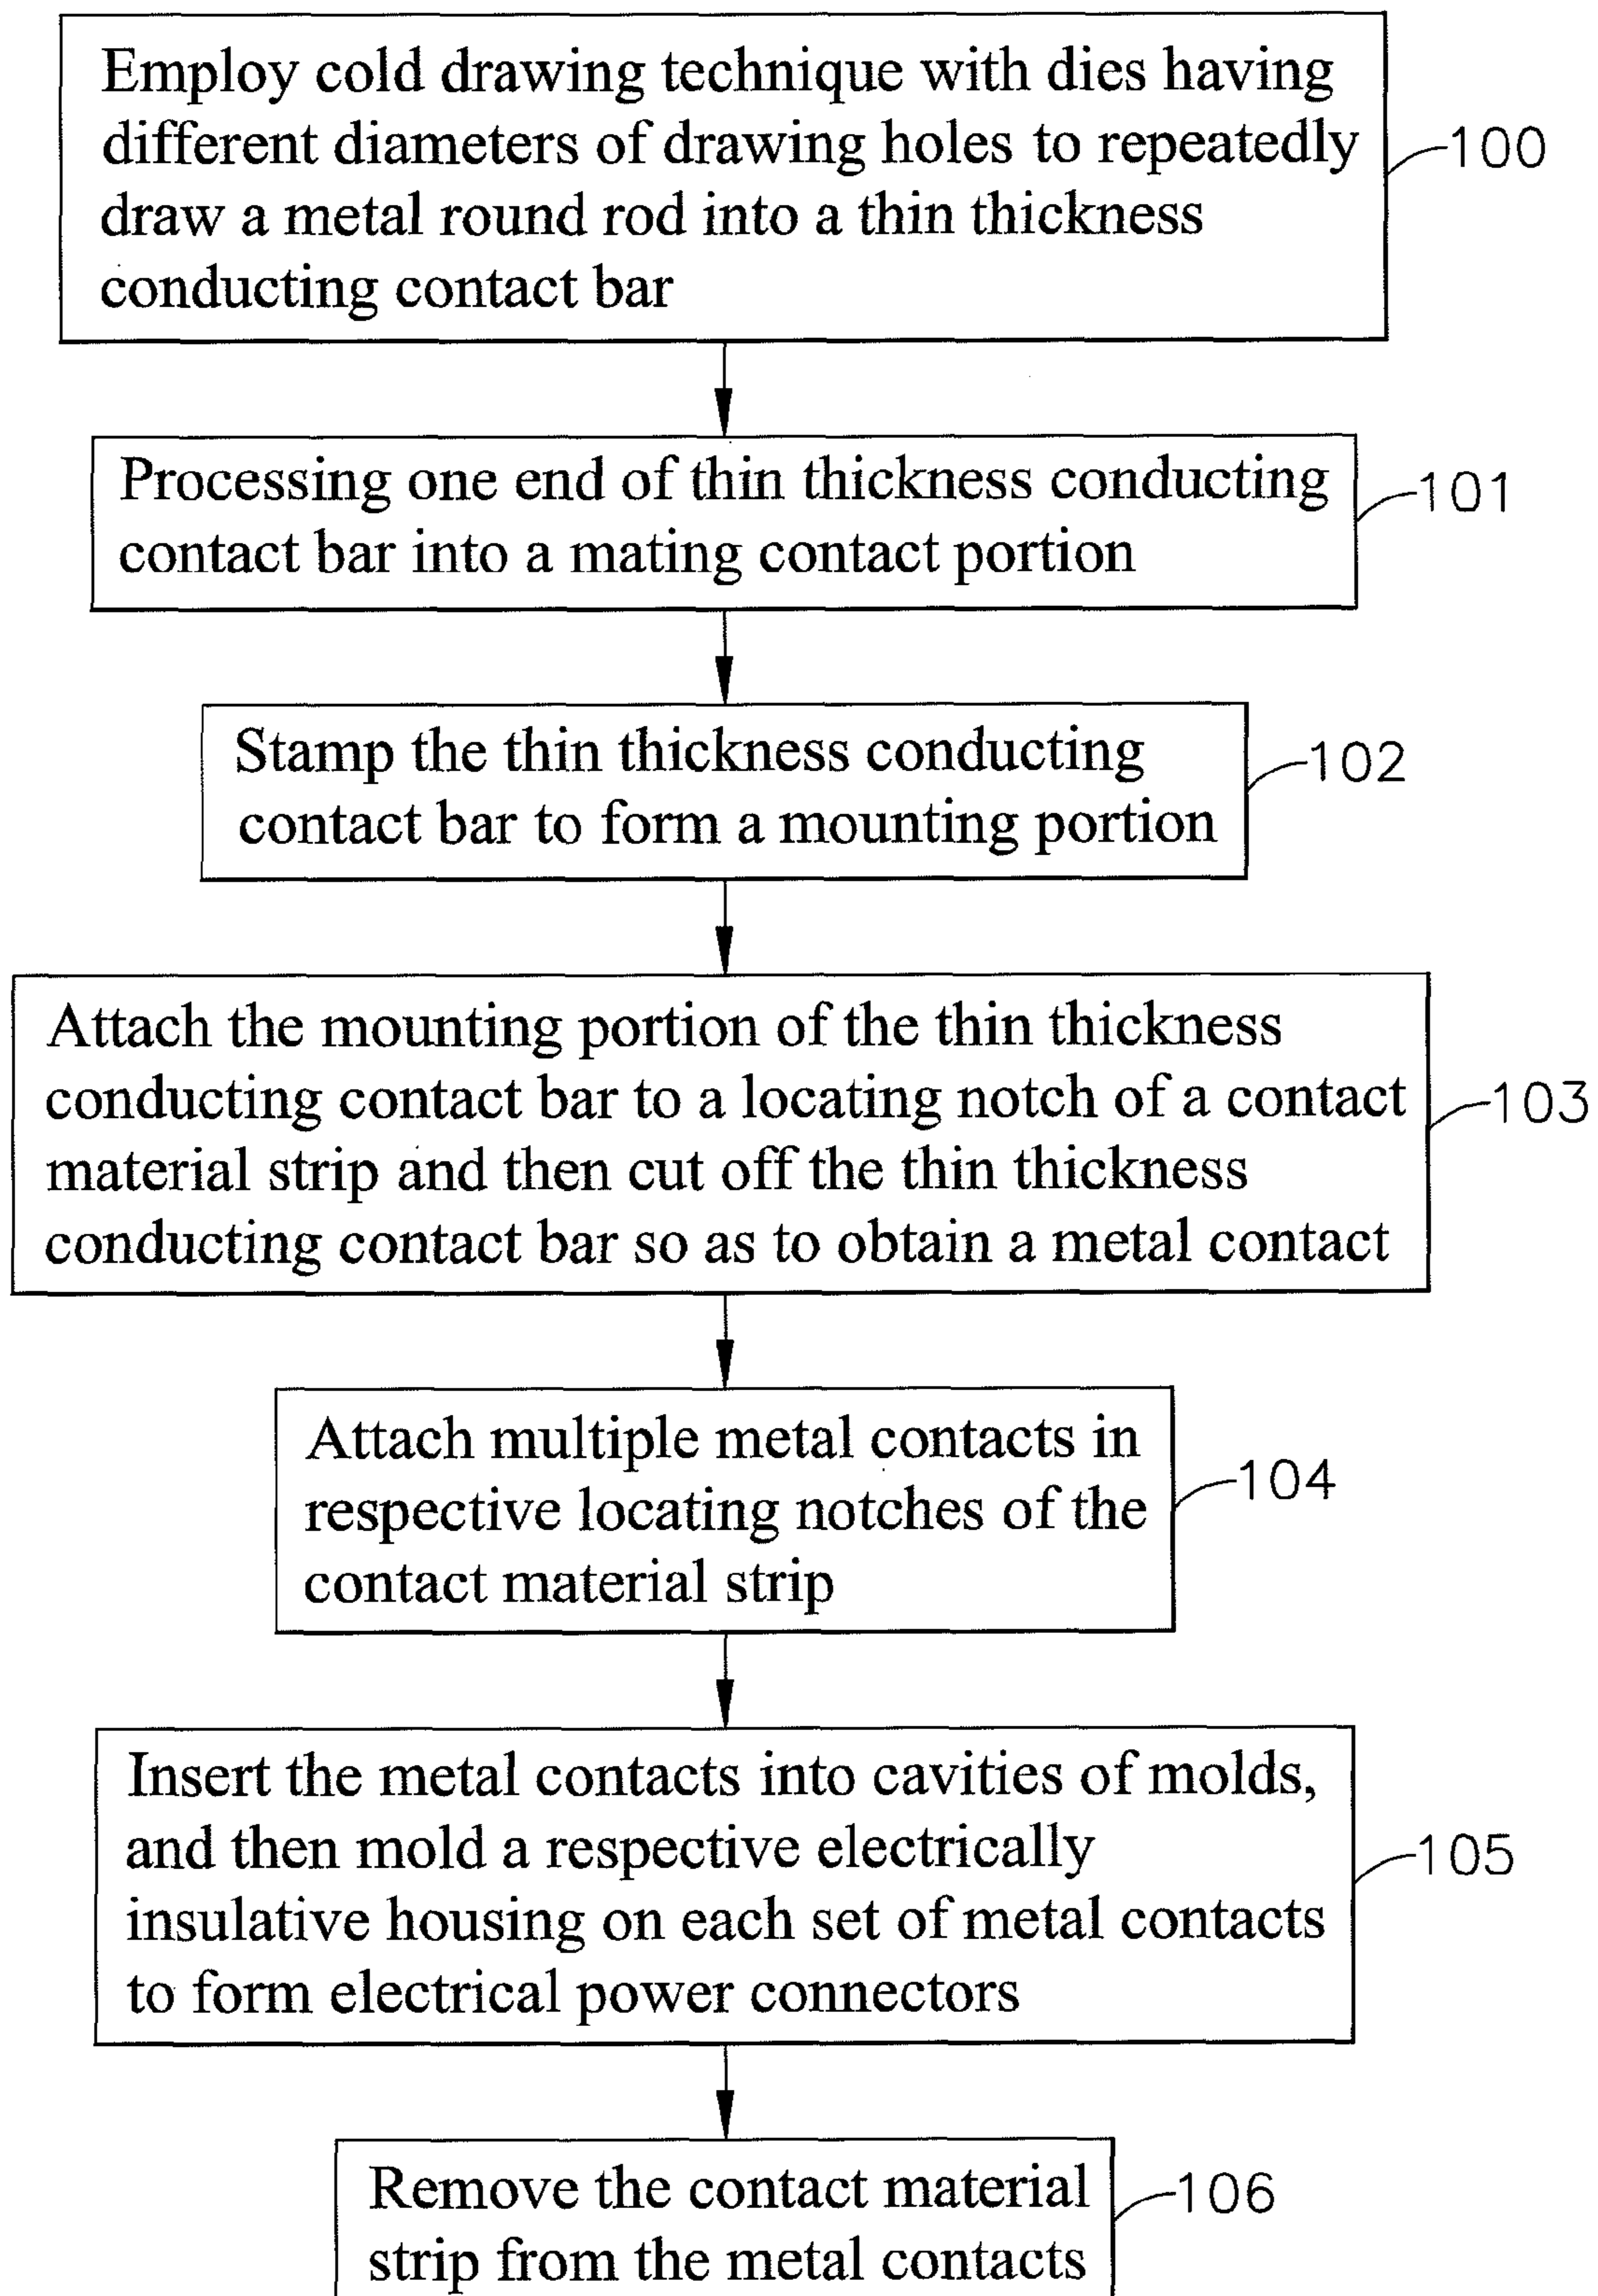 Employ cold drawing technique with dies having
different diameters of drawing holes to repeatedly
draw a metal round rod into a thin thickness
conducting contact bar
100
Processing one end of thin thickness conducting
contact bar into a mating contact portion
101
Stamp the thin thickness conducting
contact bar to form a mounting portion
102
Attach the mounting portion of the thin thickness
conducting contact bar to a locating notch of a contact
material strip and then cut off the thin thickness
conducting contact bar so as to obtain a metal contact
103
Attach multiple metal contacts in
respective locating notches of the
contact material strip
104
Insert the metal contacts into cavities of molds,
and then mold a respective electrically
insulative housing on each set of metal contacts
to form electrical power connectors
105
Remove the contact material
strip from the metal contacts
106